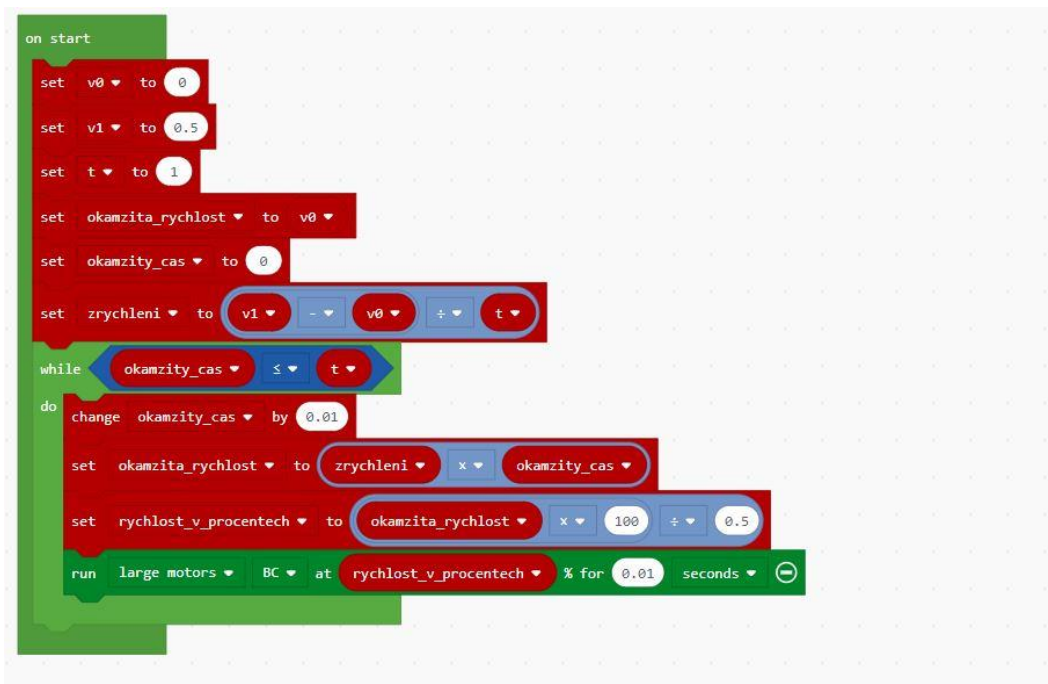 on start
set v0 to 0
set v1 to 0.5
set t to 1
set okamzita_rychlost to v0
set okamzity_cas to 0
set zrychleni to v1 - v0 ÷ t
while okamzity_cas ≤ t
do
change okamzity_cas by 0.01
set okamzita_rychlost to zrychleni x okamzity_cas
set rychlost_v_procentech to okamzita_rychlost x 100 ÷ 0.5
run large motors BC at rychlost_v_procentech % for 0.01 seconds